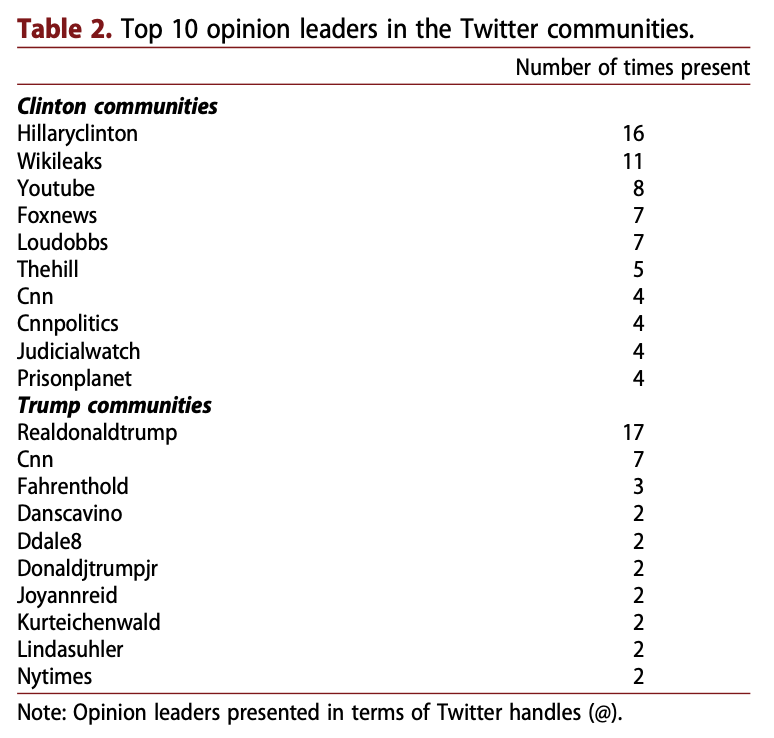 Table 2. Top 10 opinion leaders in the Twitter communities.
Number of times present
Clinton communities
Hillaryclinton 16
Wikileaks 11
Youtube 8
Foxnews 7
Loudobbs 7
Thehill 5
Cnn 4
Cnnpolitics 4
Judicialwatch 4
Prisonplanet 4
Trump communities
Realdonaldtrump 17
Cnn 7
Fahrenthold 3
Danscavino 2
Ddale8 2
Donaldjtrumpjr 2
Joyannreid 2
Kurteichenwald 2
Lindasuhler 2
Nytimes 2
Note: Opinion leaders presented in terms of Twitter handles (@).